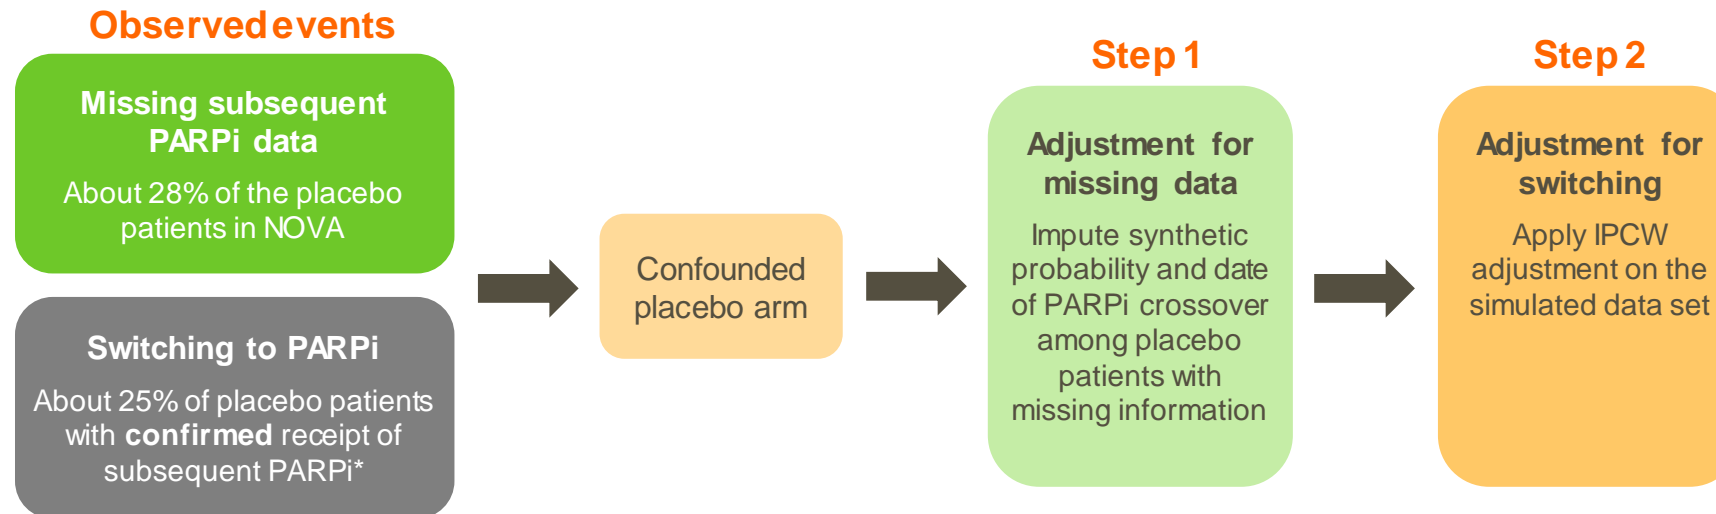 Observed events
Missing subsequent
PARPi data
About 28% of the placebo
patients in NOVA
Switching to PARPi
About 25% of placebo patients
with confirmed receipt of
subsequent PARPi*
Confounded
placebo arm
Step 1
Adjustment for
missing data
Impute synthetic
probability and date
of PARPi crossover
among placebo
patients with
missing information
Step 2
Adjustment for
switching
Apply IPCW
adjustment on the
simulated data set